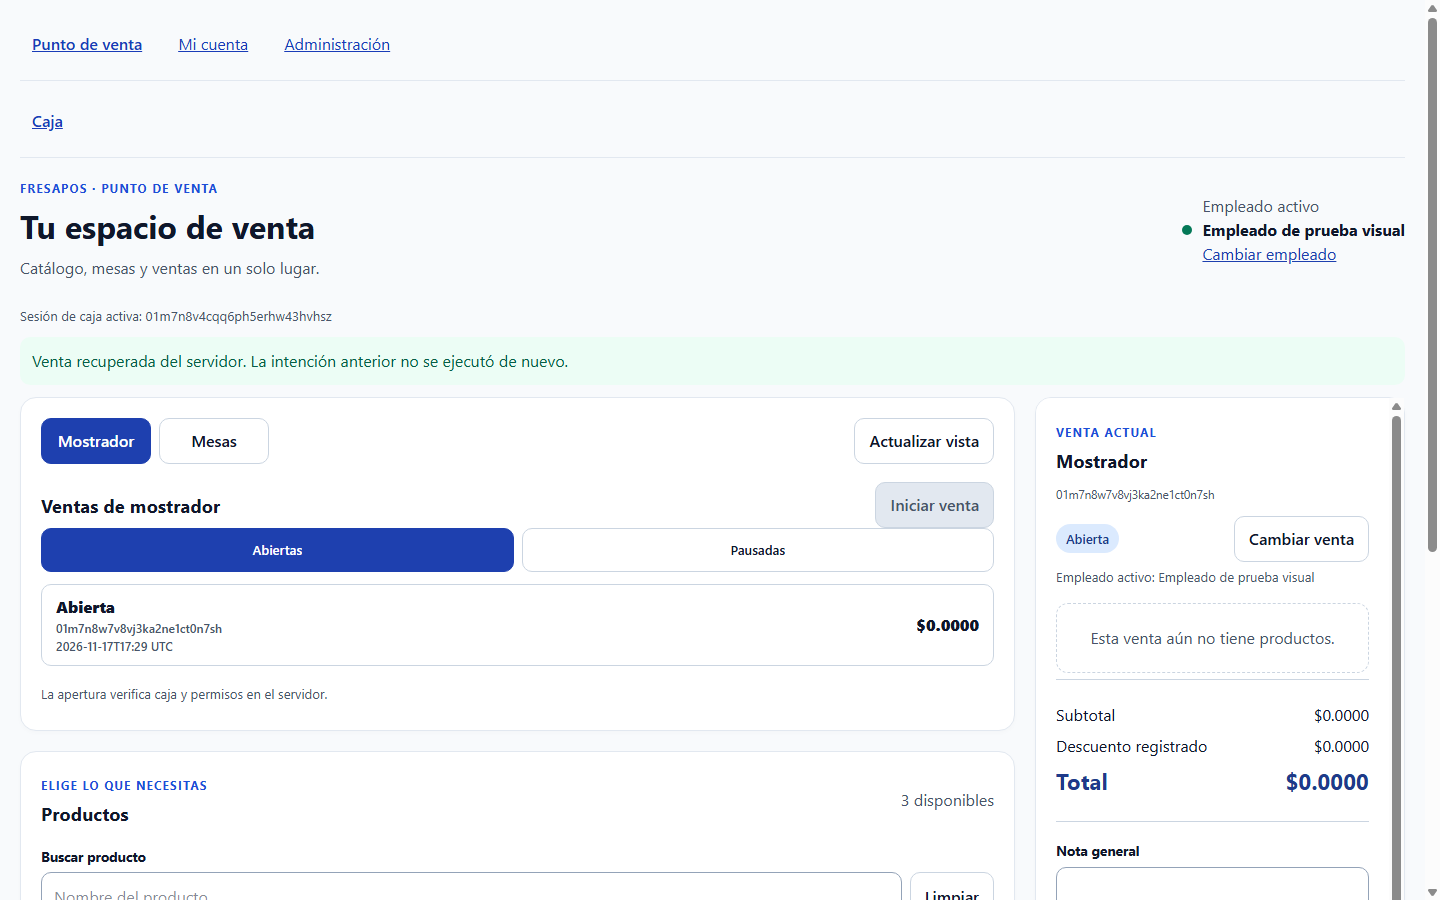 Punto de venta
Mi cuenta
Administración
Caja
FRESAPOS · PUNTO DE VENTA
Tu espacio de venta
Catálogo, mesas y ventas en un solo lugar.
Empleado activo
Empleado de prueba visual
Cambiar empleado
Sesión de caja activa: 01m7n8v4cqq6ph5erhw43hvhsz
Venta recuperada del servidor. La intención anterior no se ejecutó de nuevo.
Mostrador
Mesas
Actualizar vista
Ventas de mostrador
Iniciar venta
Abiertas
Pausadas
Abierta
01m7n8w7v8vj3ka2ne1ct0n7sh
2026-11-17T17:29 UTC
$0.0000
La apertura verifica caja y permisos en el servidor.
ELIGE LO QUE NECESITAS
Productos
3 disponibles
Buscar producto
Nombre del producto
Limpiar
VENTA ACTUAL
Mostrador
01m7n8w7v8vj3ka2ne1ct0n7sh
Abierta
Cambiar venta
Empleado activo: Empleado de prueba visual
Esta venta aún no tiene productos.
Subtotal $0.0000
Descuento registrado $0.0000
Total $0.0000
Nota general